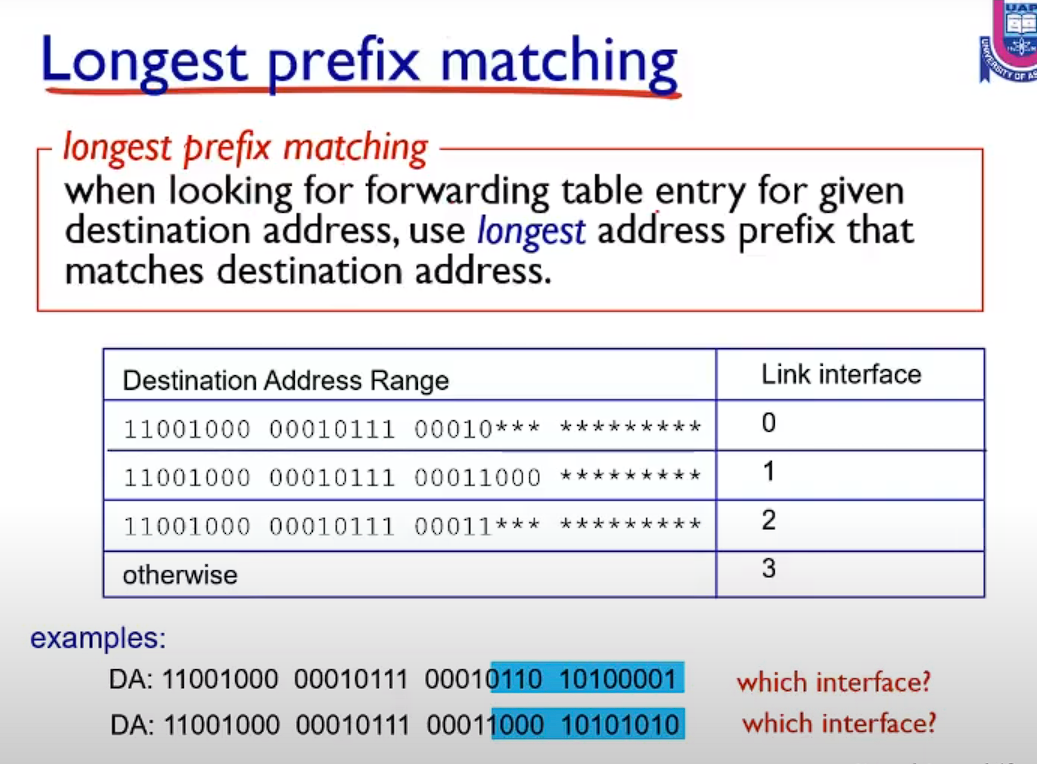 UAP
UNIVERSITY OF AS
Longest prefix matching
longest prefix matching
when looking for forwarding table entry for given
destination address, use longest address prefix that
matches destination address.
Destination Address Range Link interface
11001000 00010111 00010*** ********* 0
11001000 00010111 00011000 ********* 1
11001000 00010111 00011*** ********* 2
otherwise 3
examples:
DA: 11001000 00010111 00010110 10100001 which interface?
DA: 11001000 00010111 00011000 10101010 which interface?